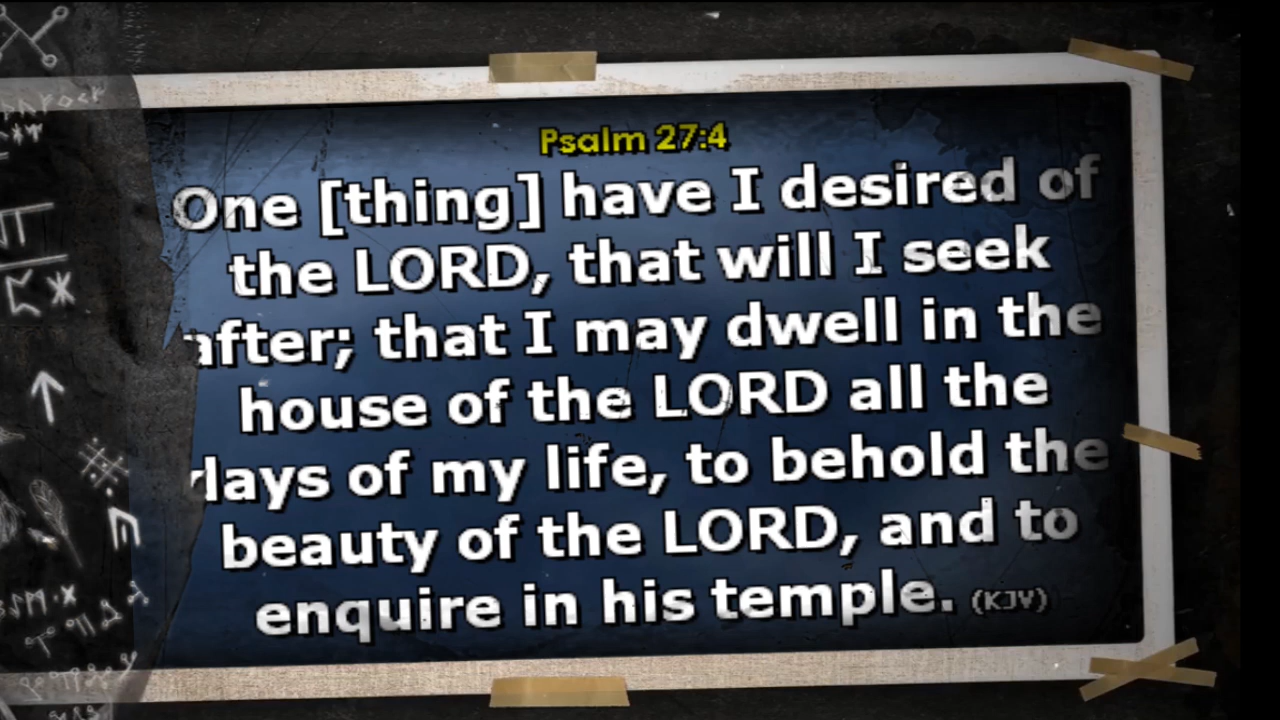 Psalm 27:4
One [thing] have I desired of
the LORD, that will I seek
after; that I may dwell in the
house of the LORD all the
days of my life, to behold the
beauty of the LORD, and to
enquire in his temple. (KJV)